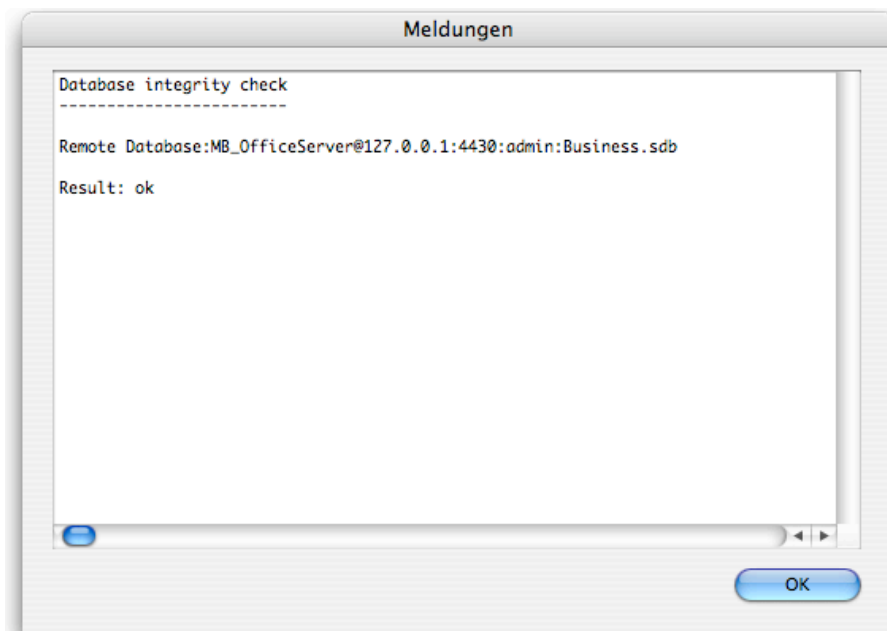 Meldungen
Database integrity check
------------------------
Remote Database:MB_OfficeServer@127.0.0.1:4430:admin:Business.sdb
Result: ok
OK